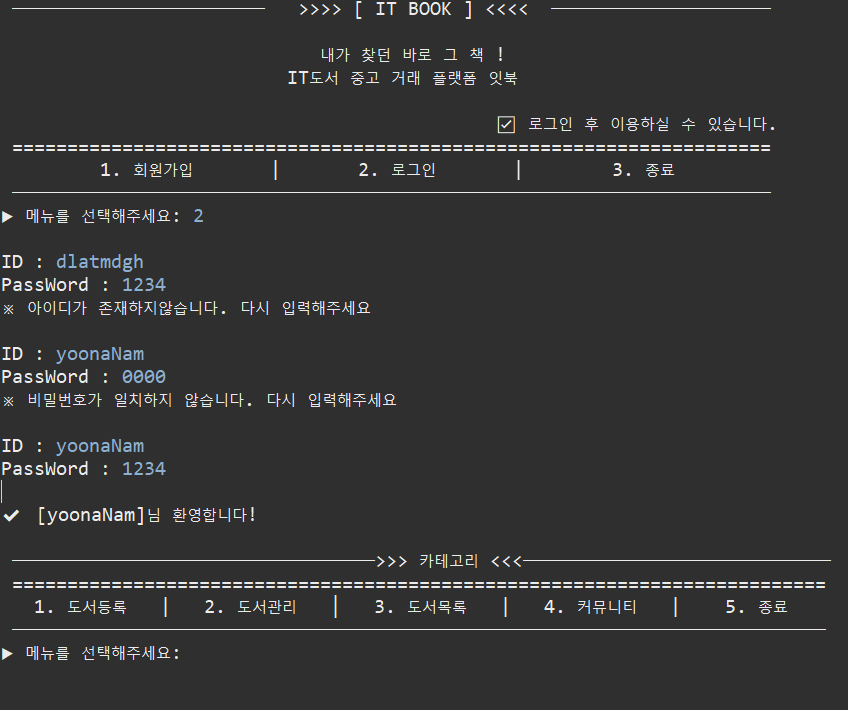 >>>> [ IT BOOK ] <<<<
내가 찾던 바로 그 책 !
IT도서 중고 거래 플랫폼 잇북
☑ 로그인 후 이용하실 수 있습니다.
======================================================================
1. 회원가입 | 2. 로그인 | 3. 종료
▶ 메뉴를 선택해주세요: 2
ID : dlatmdgh
PassWord : 1234
※ 아이디가 존재하지않습니다. 다시 입력해주세요
ID : yoonaNam
PassWord : 0000
※ 비밀번호가 일치하지 않습니다. 다시 입력해주세요
ID : yoonaNam
PassWord : 1234
✔ [yoonaNam]님 환영합니다!
>>> 카테고리 <<<
===========================================================================
1. 도서등록 | 2. 도서관리 | 3. 도서목록 | 4. 커뮤니티 | 5. 종료
▶ 메뉴를 선택해주세요: